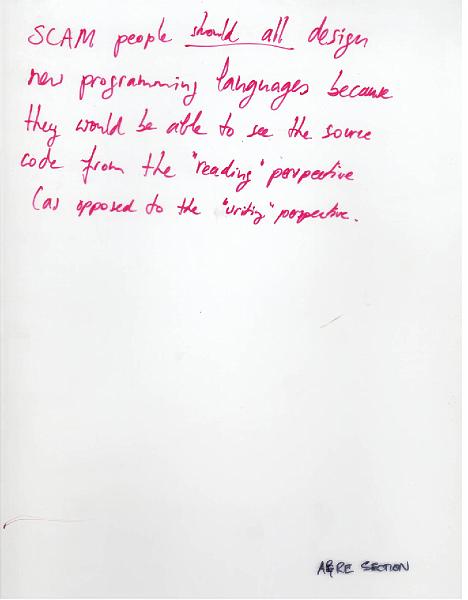 SCAM people should all design
new programming languages because
they would be able to see the source
code from the "reading" perspective
(as opposed to the "writing" perspective.
A&RE SECTION